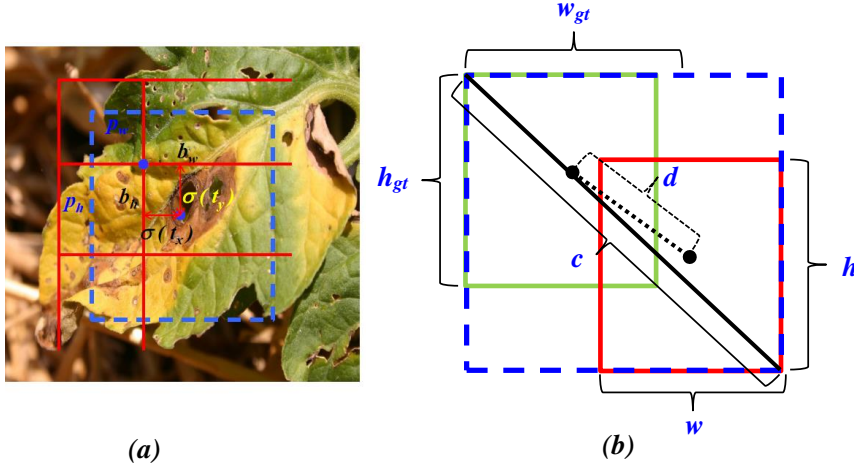 p_w
b_w
p_h
b_h
σ(t_y)
σ(t_x)
(a)
w_gt
h_gt
d
c
h
w
(b)